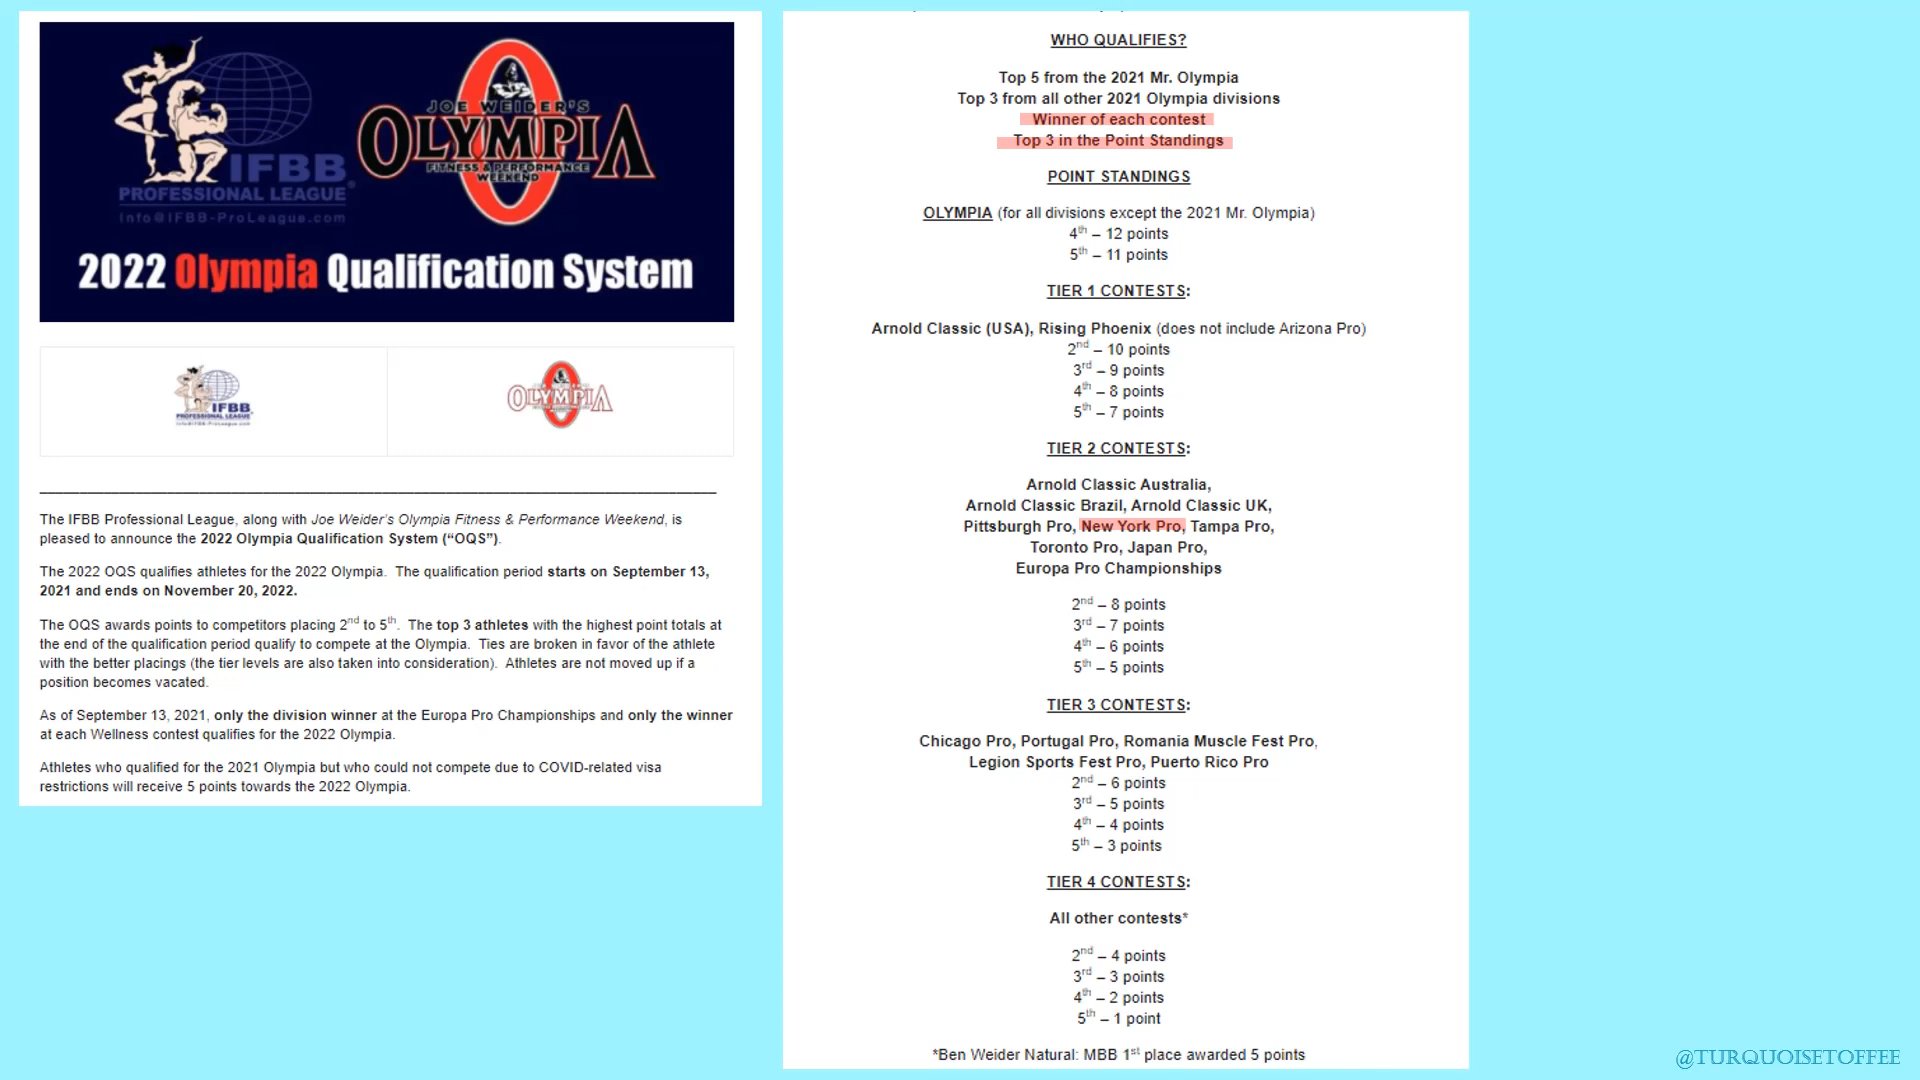 IFBB
PROFESSIONAL LEAGUE®
Info@IFBB-ProLeague.com
JOE WEIDER'S
OLYMPIA
FITNESS & PERFORMANCE
WEEKEND
2022 Olympia Qualification System
IFBB
PROFESSIONAL LEAGUE
Info@IFBB-ProLeague.com
OLYMPIA
The IFBB Professional League, along with Joe Weider's Olympia Fitness & Performance Weekend, is
pleased to announce the 2022 Olympia Qualification System (“OQS”).
The 2022 OQS qualifies athletes for the 2022 Olympia. The qualification period starts on September 13,
2021 and ends on November 20, 2022.
The OQS awards points to competitors placing 2nd to 5th. The top 3 athletes with the highest point totals at
the end of the qualification period qualify to compete at the Olympia. Ties are broken in favor of the athlete
with the better placings (the tier levels are also taken into consideration). Athletes are not moved up if a
position becomes vacated.
As of September 13, 2021, only the division winner at the Europa Pro Championships and only the winner
at each Wellness contest qualifies for the 2022 Olympia.
Athletes who qualified for the 2021 Olympia but who could not compete due to COVID-related visa
restrictions will receive 5 points towards the 2022 Olympia.
WHO QUALIFIES?
Top 5 from the 2021 Mr. Olympia
Top 3 from all other 2021 Olympia divisions
Winner of each contest
Top 3 in the Point Standings
POINT STANDINGS
OLYMPIA (for all divisions except the 2021 Mr. Olympia)
4th – 12 points
5th – 11 points
TIER 1 CONTESTS:
Arnold Classic (USA), Rising Phoenix (does not include Arizona Pro)
2nd – 10 points
3rd – 9 points
4th – 8 points
5th – 7 points
TIER 2 CONTESTS:
Arnold Classic Australia,
Arnold Classic Brazil, Arnold Classic UK,
Pittsburgh Pro, New York Pro, Tampa Pro,
Toronto Pro, Japan Pro,
Europa Pro Championships
2nd – 8 points
3rd – 7 points
4th – 6 points
5th – 5 points
TIER 3 CONTESTS:
Chicago Pro, Portugal Pro, Romania Muscle Fest Pro,
Legion Sports Fest Pro, Puerto Rico Pro
2nd – 6 points
3rd – 5 points
4th – 4 points
5th – 3 points
TIER 4 CONTESTS:
All other contests*
2nd – 4 points
3rd – 3 points
4th – 2 points
5th – 1 point
*Ben Weider Natural: MBB 1st place awarded 5 points
@TURQUOISETOFFEE